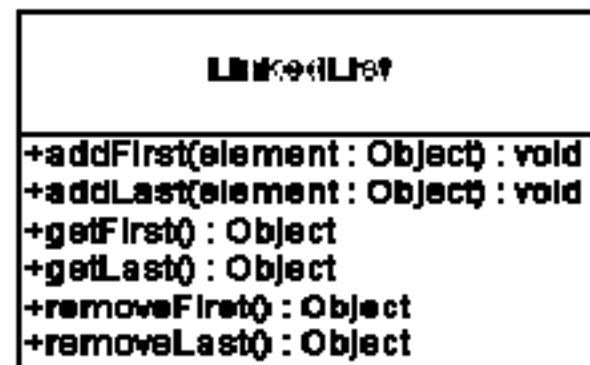 LinkedList
+addFirst(element : Object) : void
+addLast(element : Object) : void
+getFirst() : Object
+getLast() : Object
+removeFirst() : Object
+removeLast() : Object